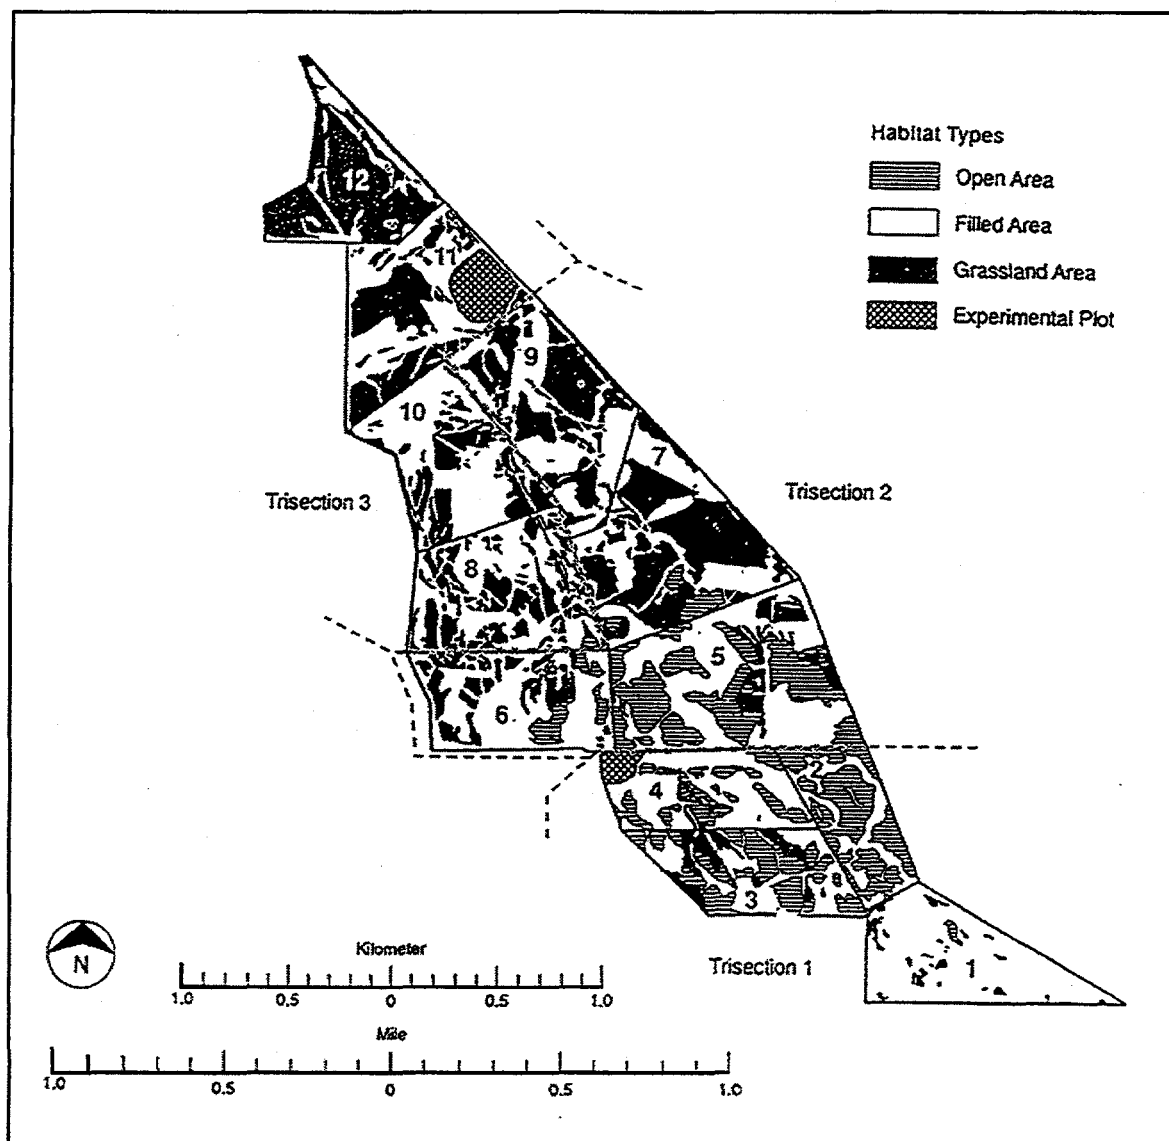 Habitat Types
Open Area
Filled Area
Grassland Area
Experimental Plot
12
11
9
10
7
Trisection 3
Trisection 2
8
5
6
2
4
3
Trisection 1
1
N
Kilometer
1.0 0.5 0 0.5 1.0
Mile
1.0 0.5 0 0.5 1.0